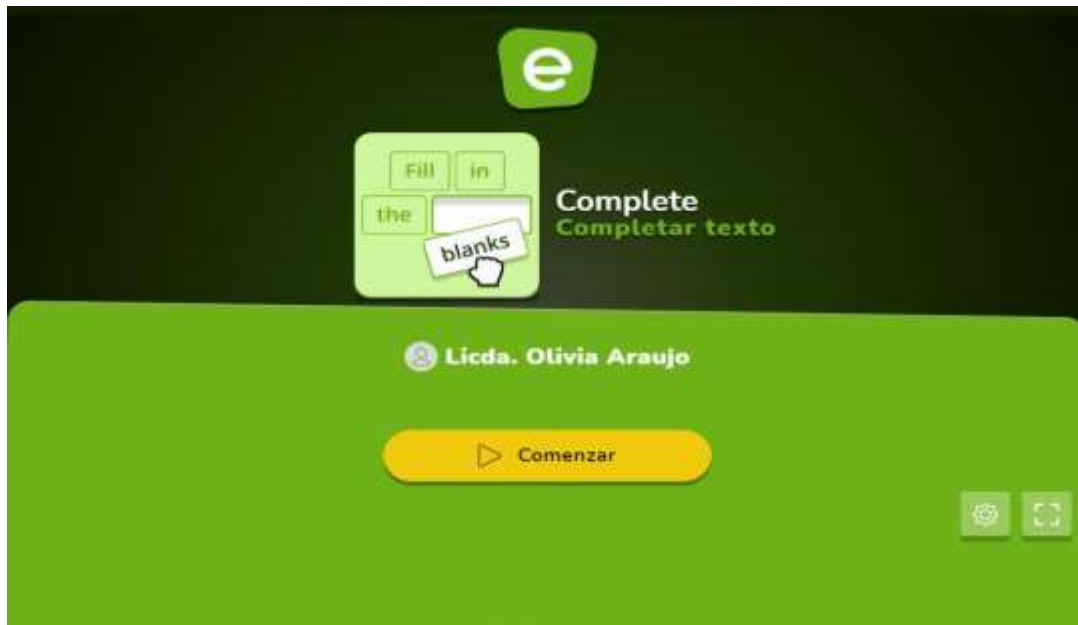 e
Fill in
the
blanks
Complete
Completar texto
Licda. Olivia Araujo
Comenzar